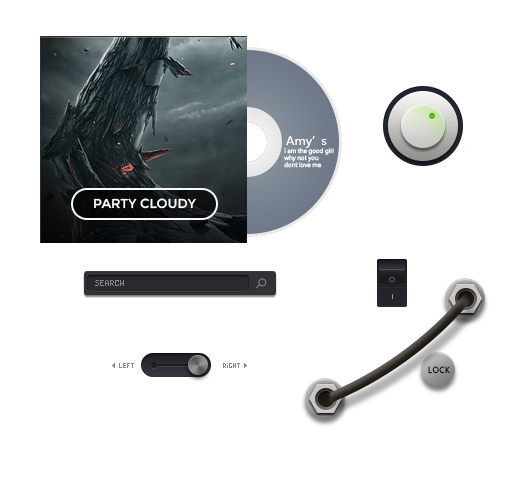 Amy's
i am the good girl
why not you
dont love me
PARTY CLOUDY
SEARCH
LEFT
RIGHT
LOCK